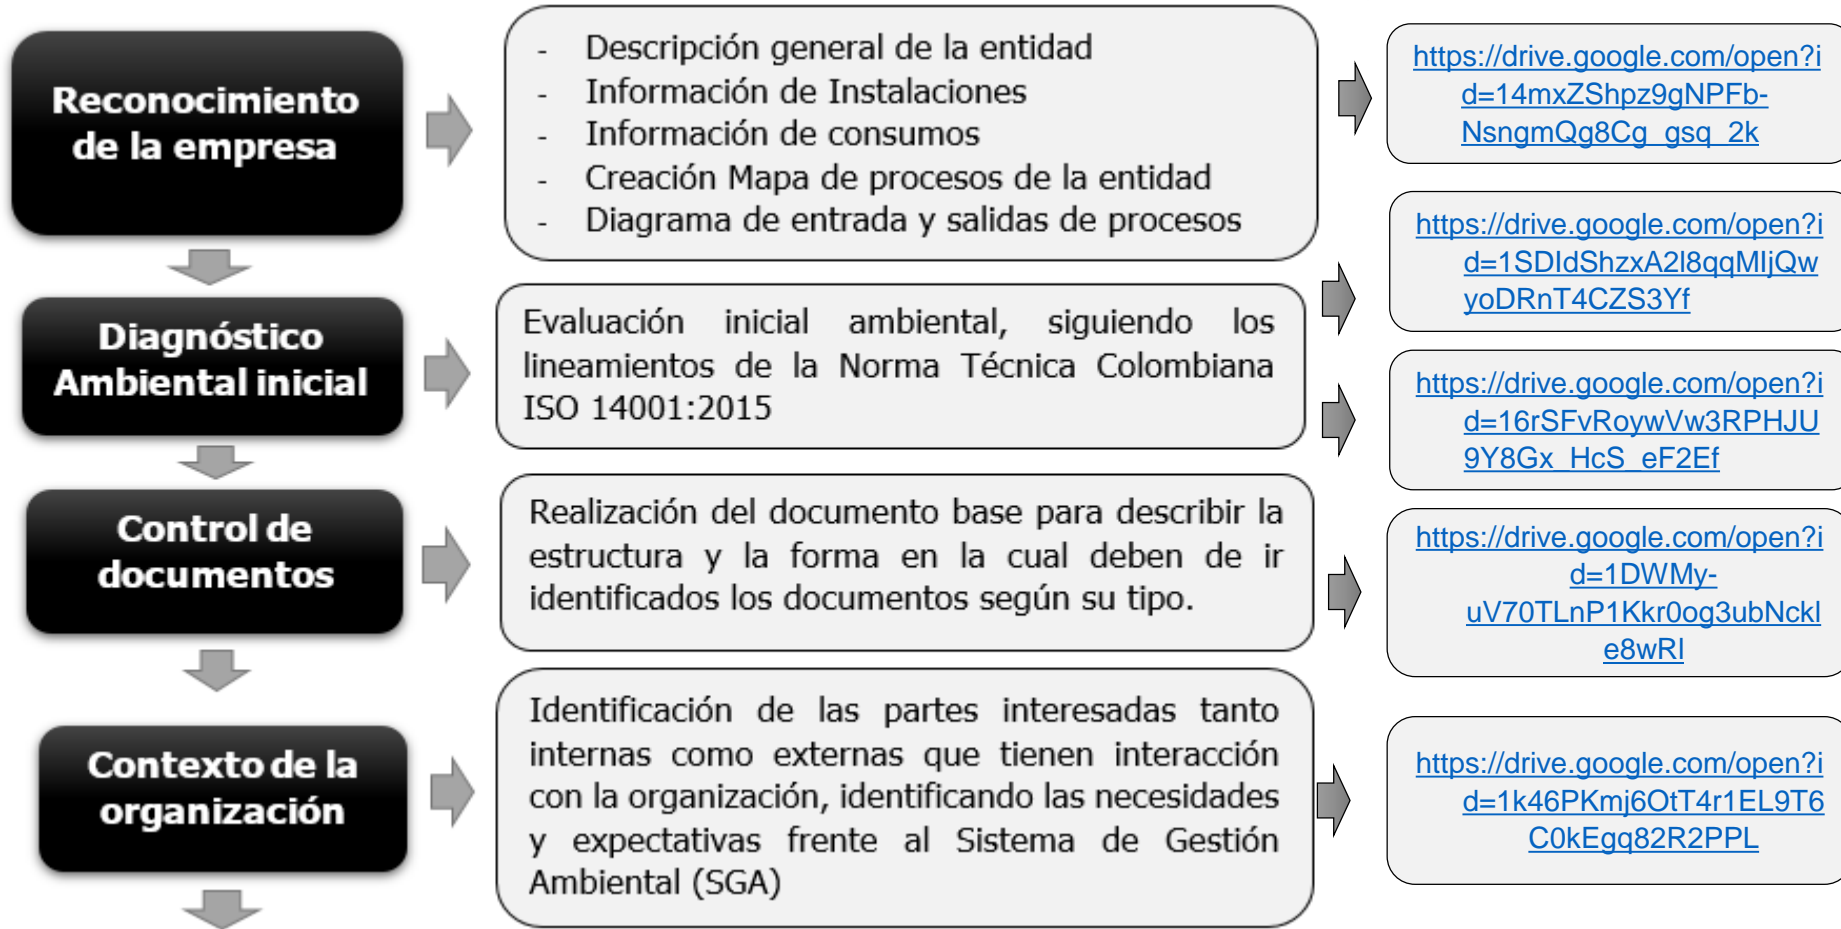 Reconocimiento
de la empresa
- Descripción general de la entidad
- Información de Instalaciones
- Información de consumos
- Creación Mapa de procesos de la entidad
- Diagrama de entrada y salidas de procesos
https://drive.google.com/open?i
d=14mxZShpz9gNPFb-
NsngmQg8Cg_gsq_2k
Diagnóstico
Ambiental inicial
Evaluación inicial ambiental, siguiendo los
lineamientos de la Norma Técnica Colombiana
ISO 14001:2015
https://drive.google.com/open?i
d=1SDIdShzxA2l8qqMIjQw
yoDRnT4CZS3Yf
https://drive.google.com/open?i
d=16rSFvRoywVw3RPHJU
9Y8Gx_HcS_eF2Ef
Control de
documentos
Realización del documento base para describir la
estructura y la forma en la cual deben de ir
identificados los documentos según su tipo.
https://drive.google.com/open?i
d=1DWMy-
uV70TLnP1Kkr0og3ubNckl
e8wRl
Contexto de la
organización
Identificación de las partes interesadas tanto
internas como externas que tienen interacción
con la organización, identificando las necesidades
y expectativas frente al Sistema de Gestión
Ambiental (SGA)
https://drive.google.com/open?i
d=1k46PKmj6OtT4r1EL9T6
C0kEgq82R2PPL